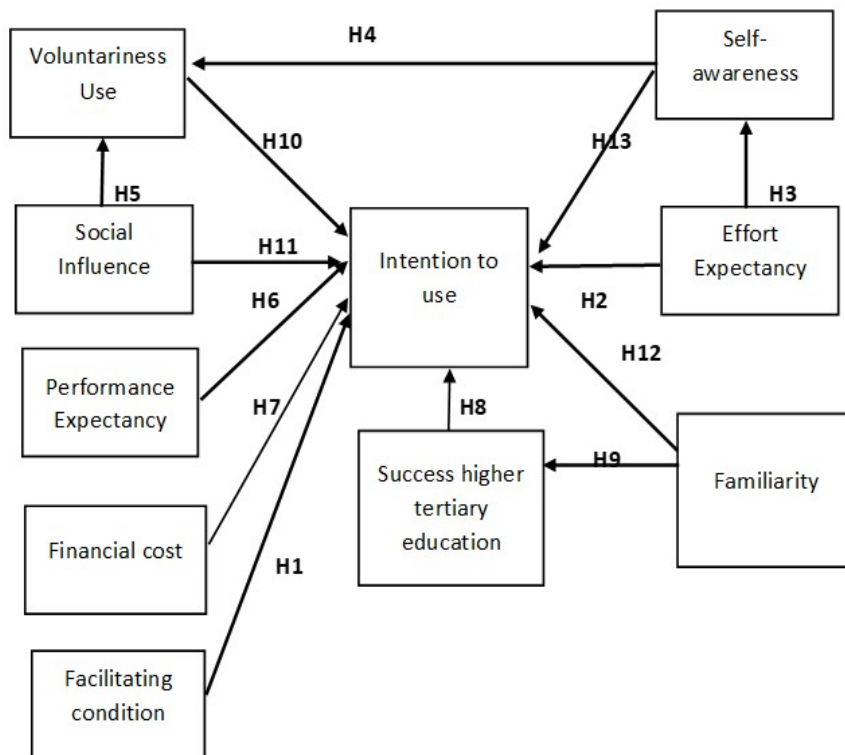 H4
Voluntariness
Use
Self-
awareness
H10
H13
H5
H3
Social
Influence
H11
Intention to
use
Effort
Expectancy
H6
H2
H12
Performance
Expectancy
H7
H8
Success higher
tertiary
education
H9
Familiarity
Financial cost
H1
Facilitating
condition